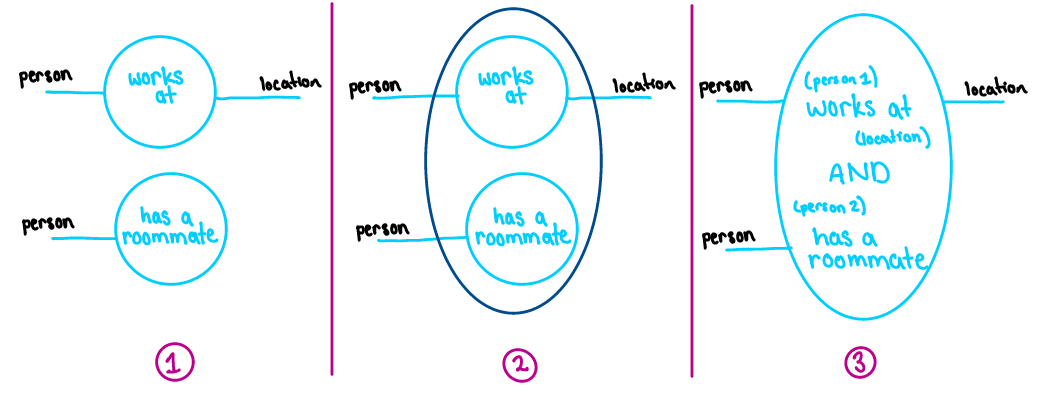 person
works
at
location
person
has a
roommate
1
person
works
at
location
person
has a
roommate
2
person
(person 1)
works at
location
(location)
AND
(person 2)
person
has a
roommate
3